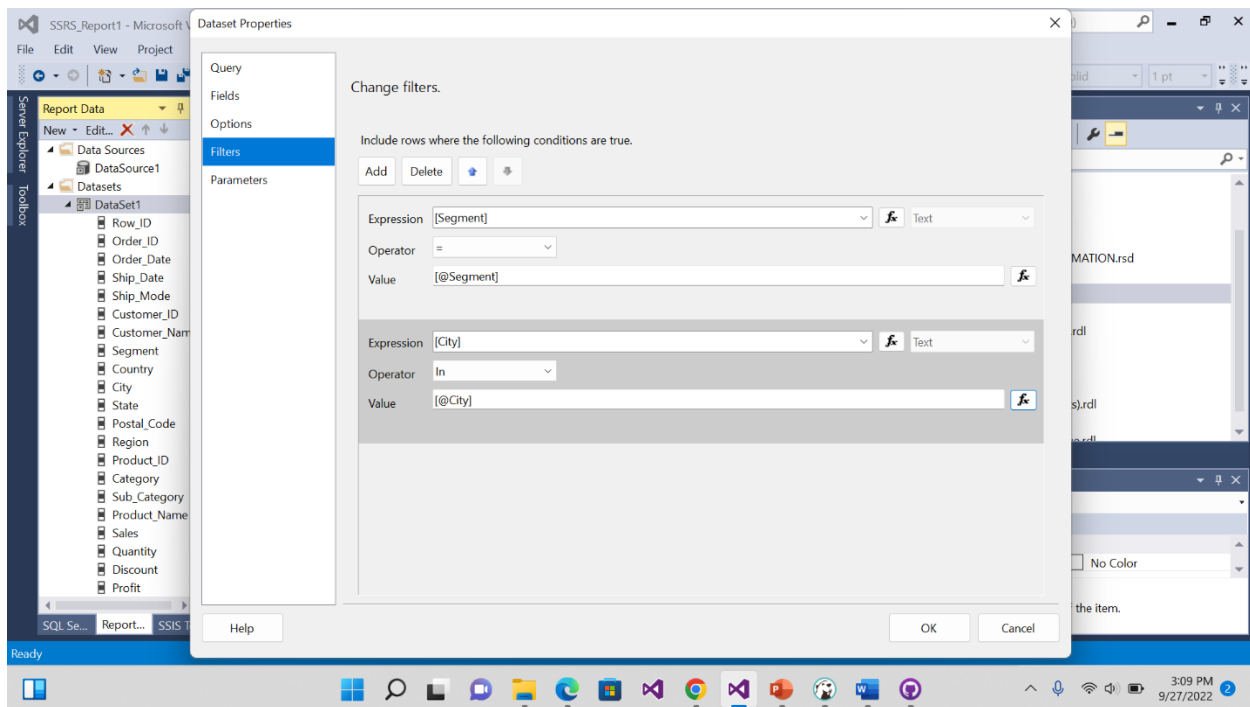 SSRS_Report1 - Microsoft V
Dataset Properties
File Edit View Project
Query
Fields
Options
Filters
Parameters
Change filters.
Include rows where the following conditions are true.
Add Delete
Expression [Segment] fx Text
Operator =
Value [@Segment] fx
Expression [City] fx Text
Operator In
Value [@City] fx
Help OK Cancel
Server Explorer
Toolbox
Report Data
New Edit...
Data Sources
DataSource1
Datasets
DataSet1
Row_ID
Order_ID
Order_Date
Ship_Date
Ship_Mode
Customer_ID
Customer_Nam
Segment
Country
City
State
Postal_Code
Region
Product_ID
Category
Sub_Category
Product_Name
Sales
Quantity
Discount
Profit
SQL Se... Report... SSIS T
olid 1 pt
MATION.rsd
.rdl
s).rdl
No Color
the item.
Ready
3:09 PM
9/27/2022
2